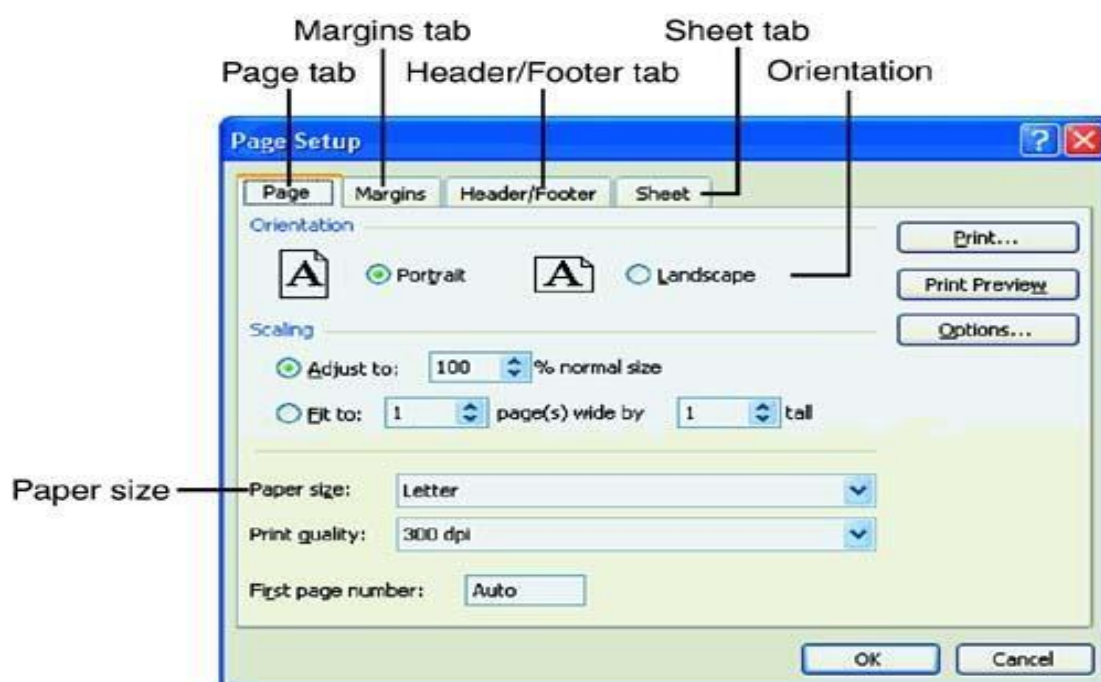 Margins tab
Sheet tab
Page tab
Header/Footer tab
Orientation
Page Setup
Page
Margins
Header/Footer
Sheet
Orientation
A Portrait
A Landscape
Print...
Print Preview
Options...
Scaling
Adjust to: 100 % normal size
Fit to: 1 page(s) wide by 1 tall
Paper size
Paper size: Letter
Print quality: 300 dpi
First page number: Auto
OK
Cancel